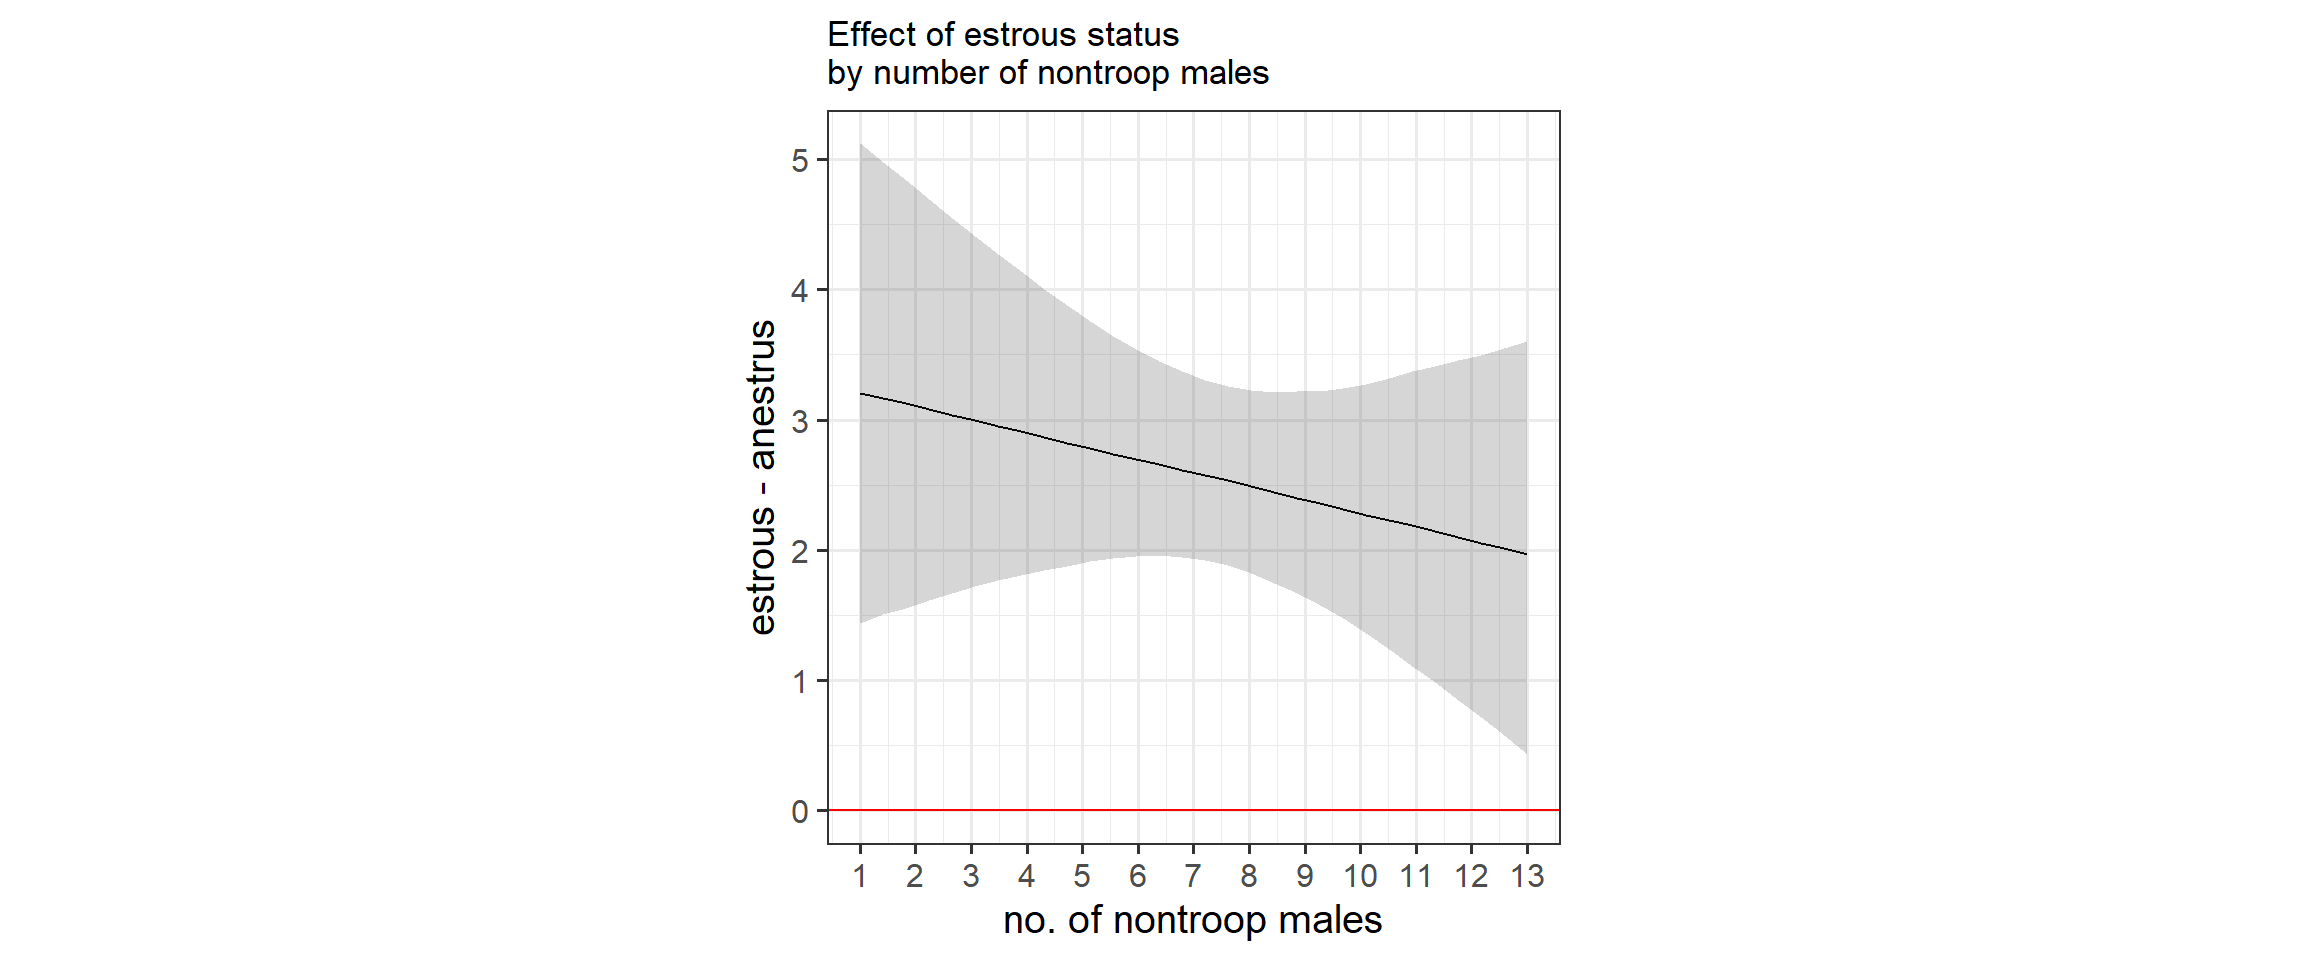 Effect of estrous status
by number of nontroop males
5
4
3
2
1
0
estrous - anestrus
1 2 3 4 5 6 7 8 9 10 11 12 13
no. of nontroop males